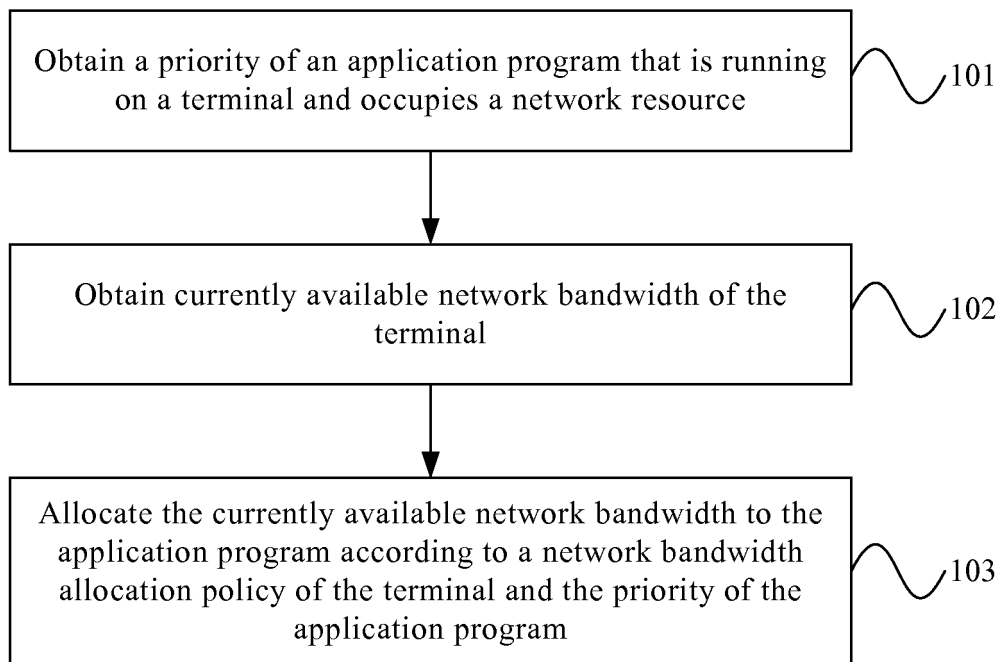 Obtain a priority of an application program that is running
on a terminal and occupies a network resource
101
Obtain currently available network bandwidth of the
terminal
102
Allocate the currently available network bandwidth to the
application program according to a network bandwidth
allocation policy of the terminal and the priority of the
application program
103